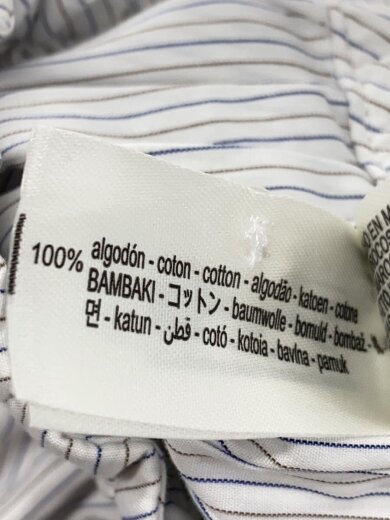 100% algodón - coton - cotton - algodão - katoen - cotone
BAMBAKI - コットン - baumwolle - bomuld - bombaž -
면 - katun - قطن - cotó - kotoia - bavlna - pamuk